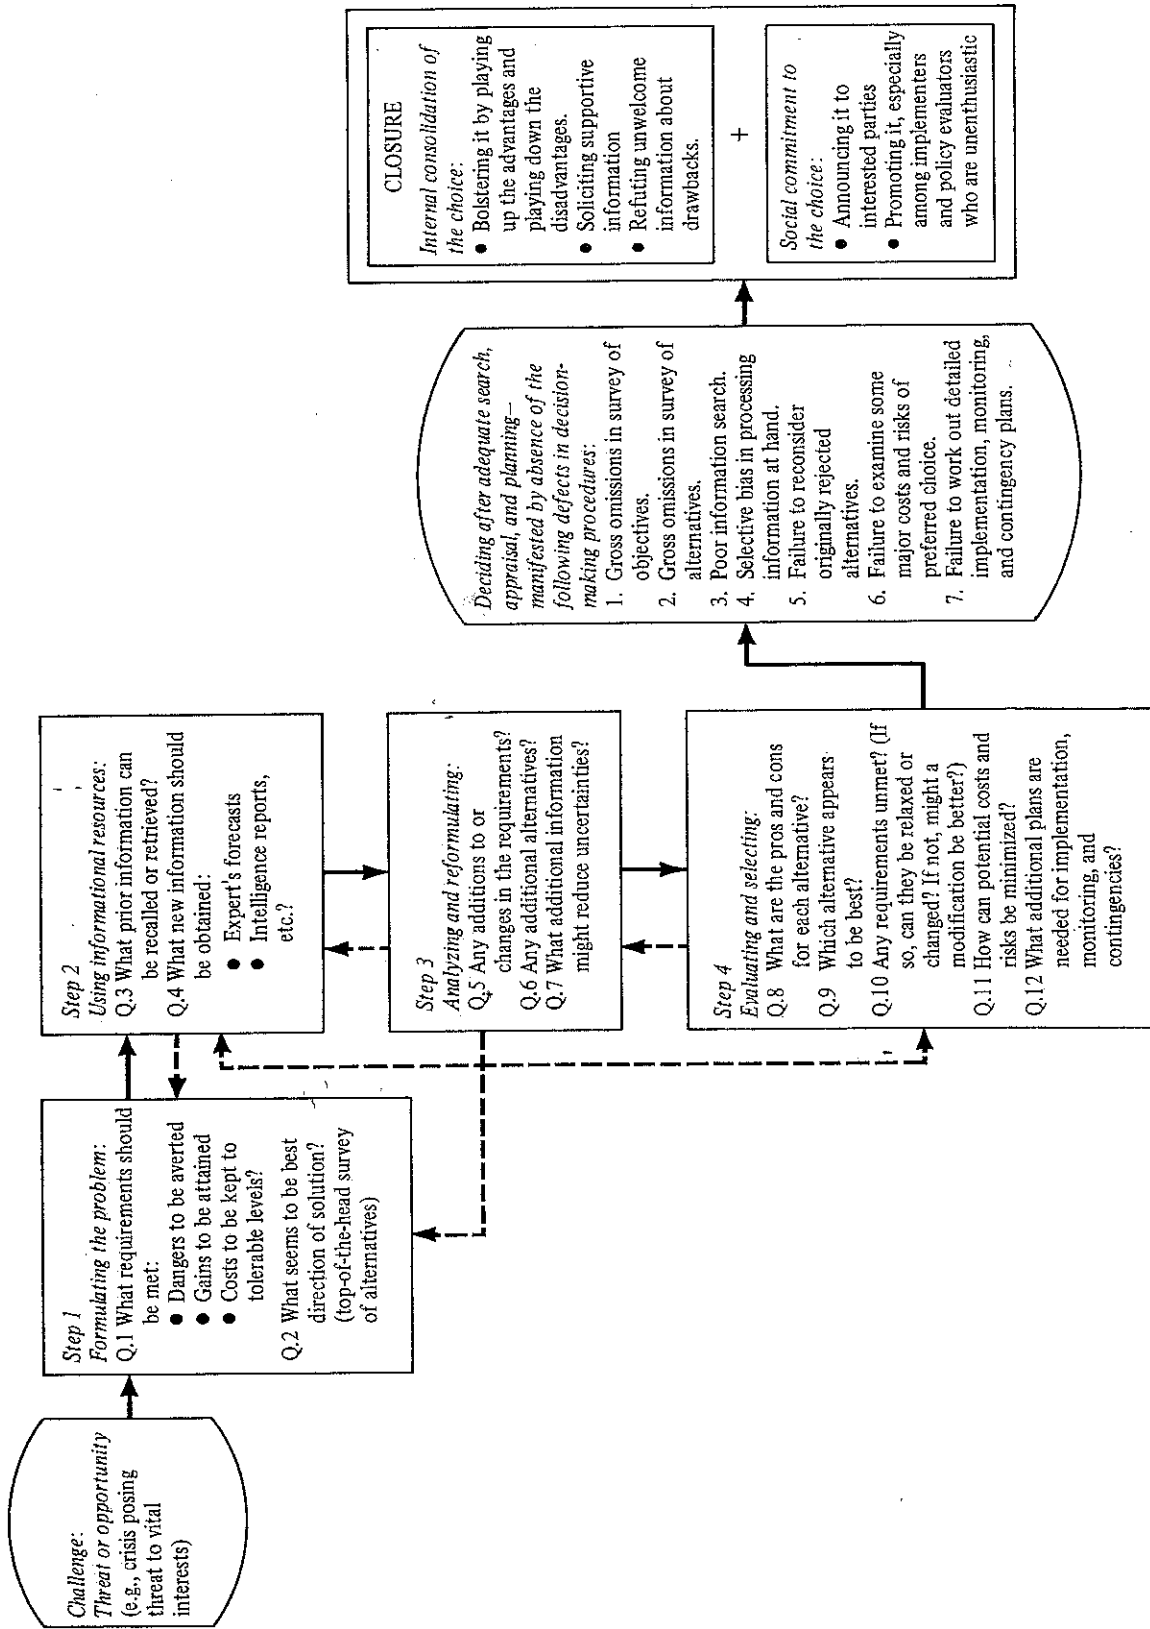 Challenge:
Threat or opportunity
(e.g., crisis posing
threat to vital
interests)
Step 1
Formulating the problem:
Q.1 What requirements should
be met:
● Dangers to be averted
● Gains to be attained
● Costs to be kept to
tolerable levels?
Q.2 What seems to be best
direction of solution?
(top-of-the-head survey
of alternatives)
Step 2
Using informational resources:
Q.3 What prior information can
be recalled or retrieved?
Q.4 What new information should
be obtained:
● Expert's forecasts
● Intelligence reports,
etc.?
Step 3
Analyzing and reformulating:
Q.5 Any additions to or
changes in the requirements?
Q.6 Any additional alternatives?
Q.7 What additional information
might reduce uncertainties?
Step 4
Evaluating and selecting:
Q.8 What are the pros and cons
for each alternative?
Q.9 Which alternative appears
to be best?
Q.10 Any requirements unmet? (If
so, can they be relaxed or
changed? If not, might a
modification be better?)
Q.11 How can potential costs and
risks be minimized?
Q.12 What additional plans are
needed for implementation,
monitoring, and
contingencies?
Deciding after adequate search,
appraisal, and planning—
manifested by absence of the
following defects in decision-
making procedures:
1. Gross omissions in survey of
objectives.
2. Gross omissions in survey of
alternatives.
3. Poor information search.
4. Selective bias in processing
information at hand.
5. Failure to reconsider
originally rejected
alternatives.
6. Failure to examine some
major costs and risks of
preferred choice.
7. Failure to work out detailed
implementation, monitoring,
and contingency plans.
CLOSURE
Internal consolidation of
the choice:
● Bolstering it by playing
up the advantages and
playing down the
disadvantages.
● Soliciting supportive
information
● Refuting unwelcome
information about
drawbacks.
+
Social commitment to
the choice:
● Announcing it to
interested parties
● Promoting it, especially
among implementers
and policy evaluators
who are unenthusiastic